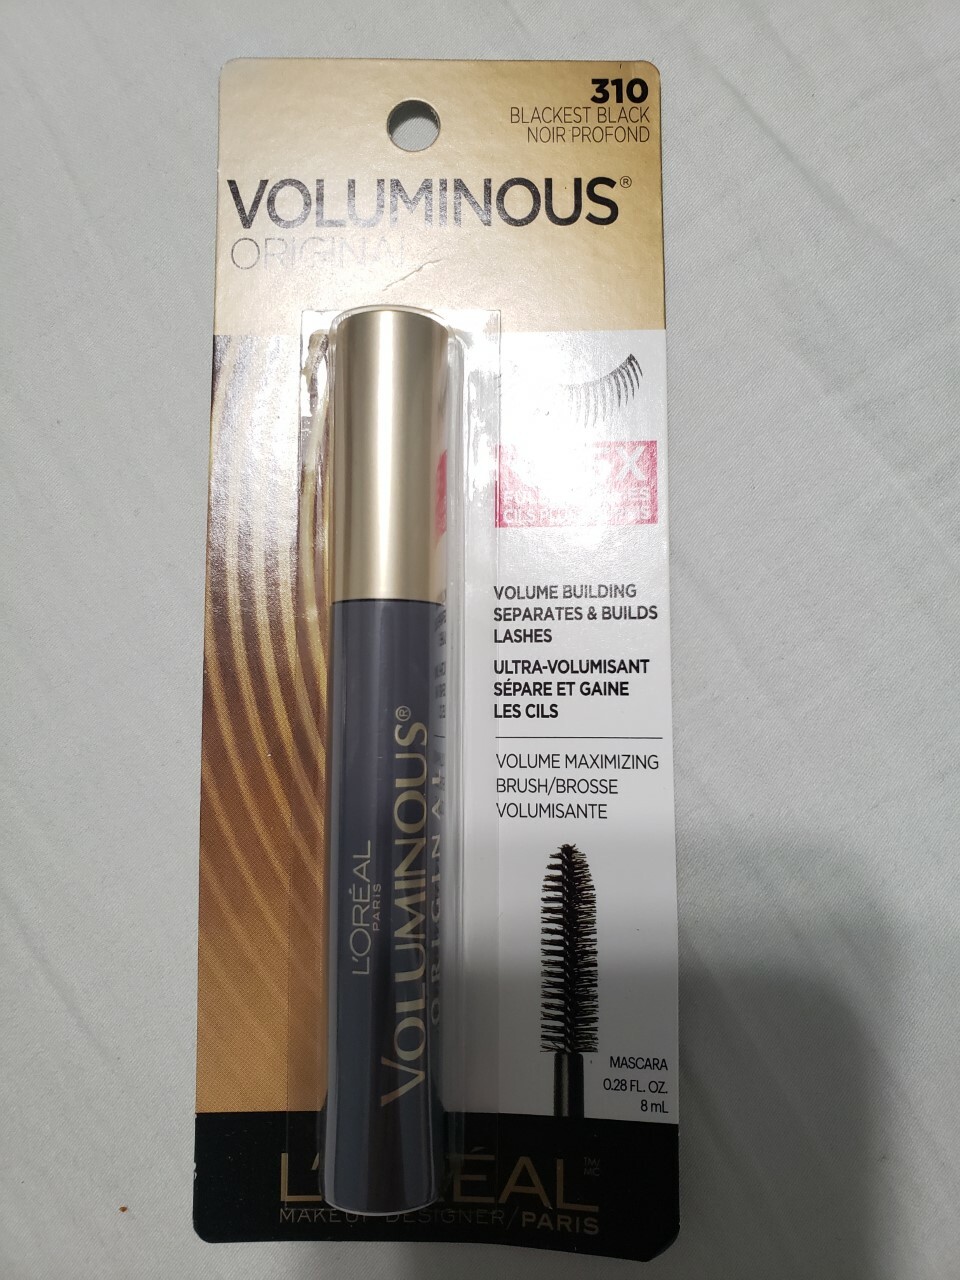 310
BLACKEST BLACK
NOIR PROFOND
VOLUMINOUS®
ORIGINAL
X
VOLUME BUILDING
SEPARATES & BUILDS
LASHES
ULTRA-VOLUMISANT
SÉPARE ET GAINE
LES CILS
VOLUME MAXIMIZING
BRUSH/BROSSE
VOLUMISANTE
L'ORÉAL
PARIS
VOLUMINOUS®
ORIGINAL
MASCARA
0.28 FL. OZ.
8 mL
L'ORÉAL TM/MC
MAKEUP DESIGNER/PARIS